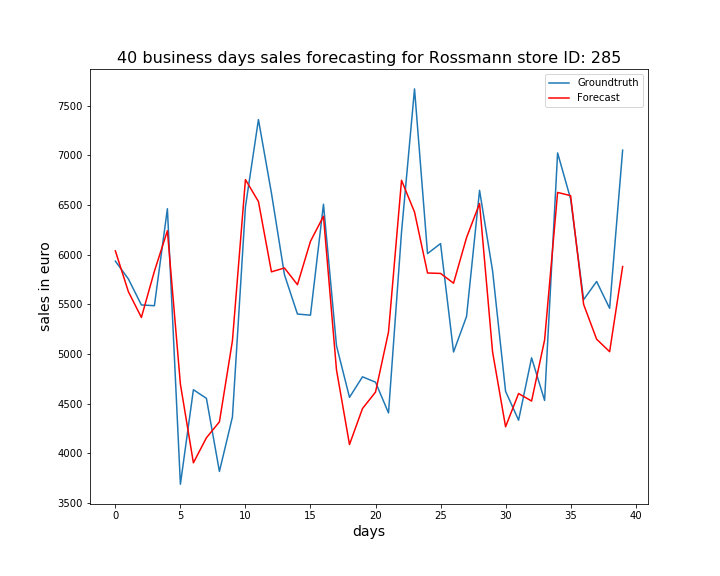 40 business days sales forecasting for Rossmann store ID: 285
Groundtruth
Forecast
7500
7000
6500
6000
5500
5000
4500
4000
3500
sales in euro
0 5 10 15 20 25 30 35 40
days